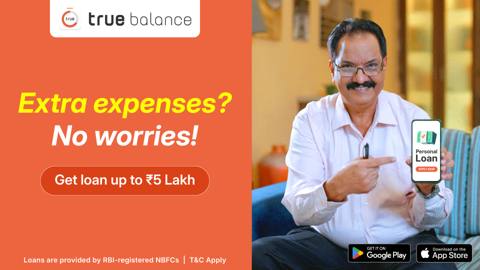 true
true balance
Extra expenses?
No worries!
Get loan up to ₹5 Lakh
Personal
Loan
GET IT ON
Google Play
Download on the
App Store
Loans are provided by RBI-registered NBFCs | T&C Apply